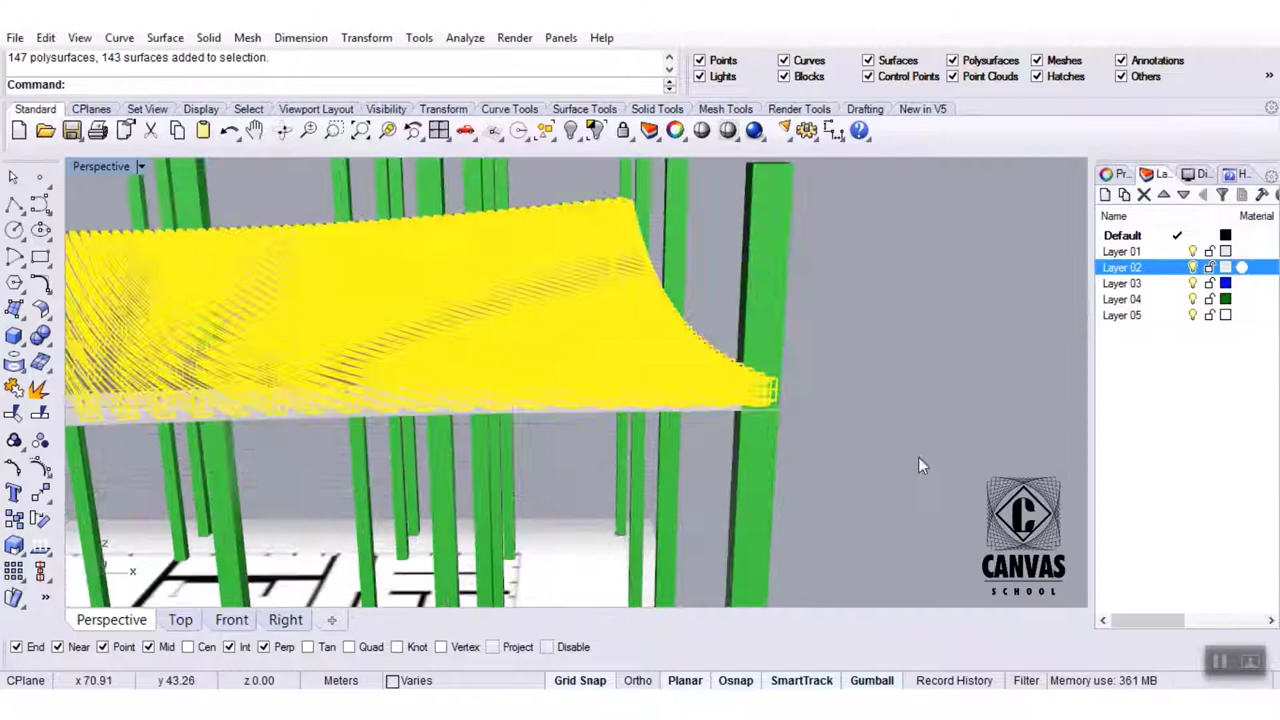 File Edit View Curve Surface Solid Mesh Dimension Transform Tools Analyze Render Panels Help
147 polysurfaces, 143 surfaces added to selection.
Command:
Points Curves Surfaces Polysurfaces Meshes Annotations
Lights Blocks Control Points Point Clouds Hatches Others
Standard CPlanes Set View Display Select Viewport Layout Visibility Transform Curve Tools Surface Tools Solid Tools Mesh Tools Render Tools Drafting New in V5
Perspective
Pr... La... Di... H...
Name Material
Default
Layer 01
Layer 02
Layer 03
Layer 04
Layer 05
z
x
C
CANVAS
SCHOOL
Perspective Top Front Right
End Near Point Mid Cen Int Perp Tan Quad Knot Vertex Project Disable
CPlane x 70.91 y 43.26 z 0.00 Meters Varies Grid Snap Ortho Planar Osnap SmartTrack Gumball Record History Filter Memory use: 361 MB